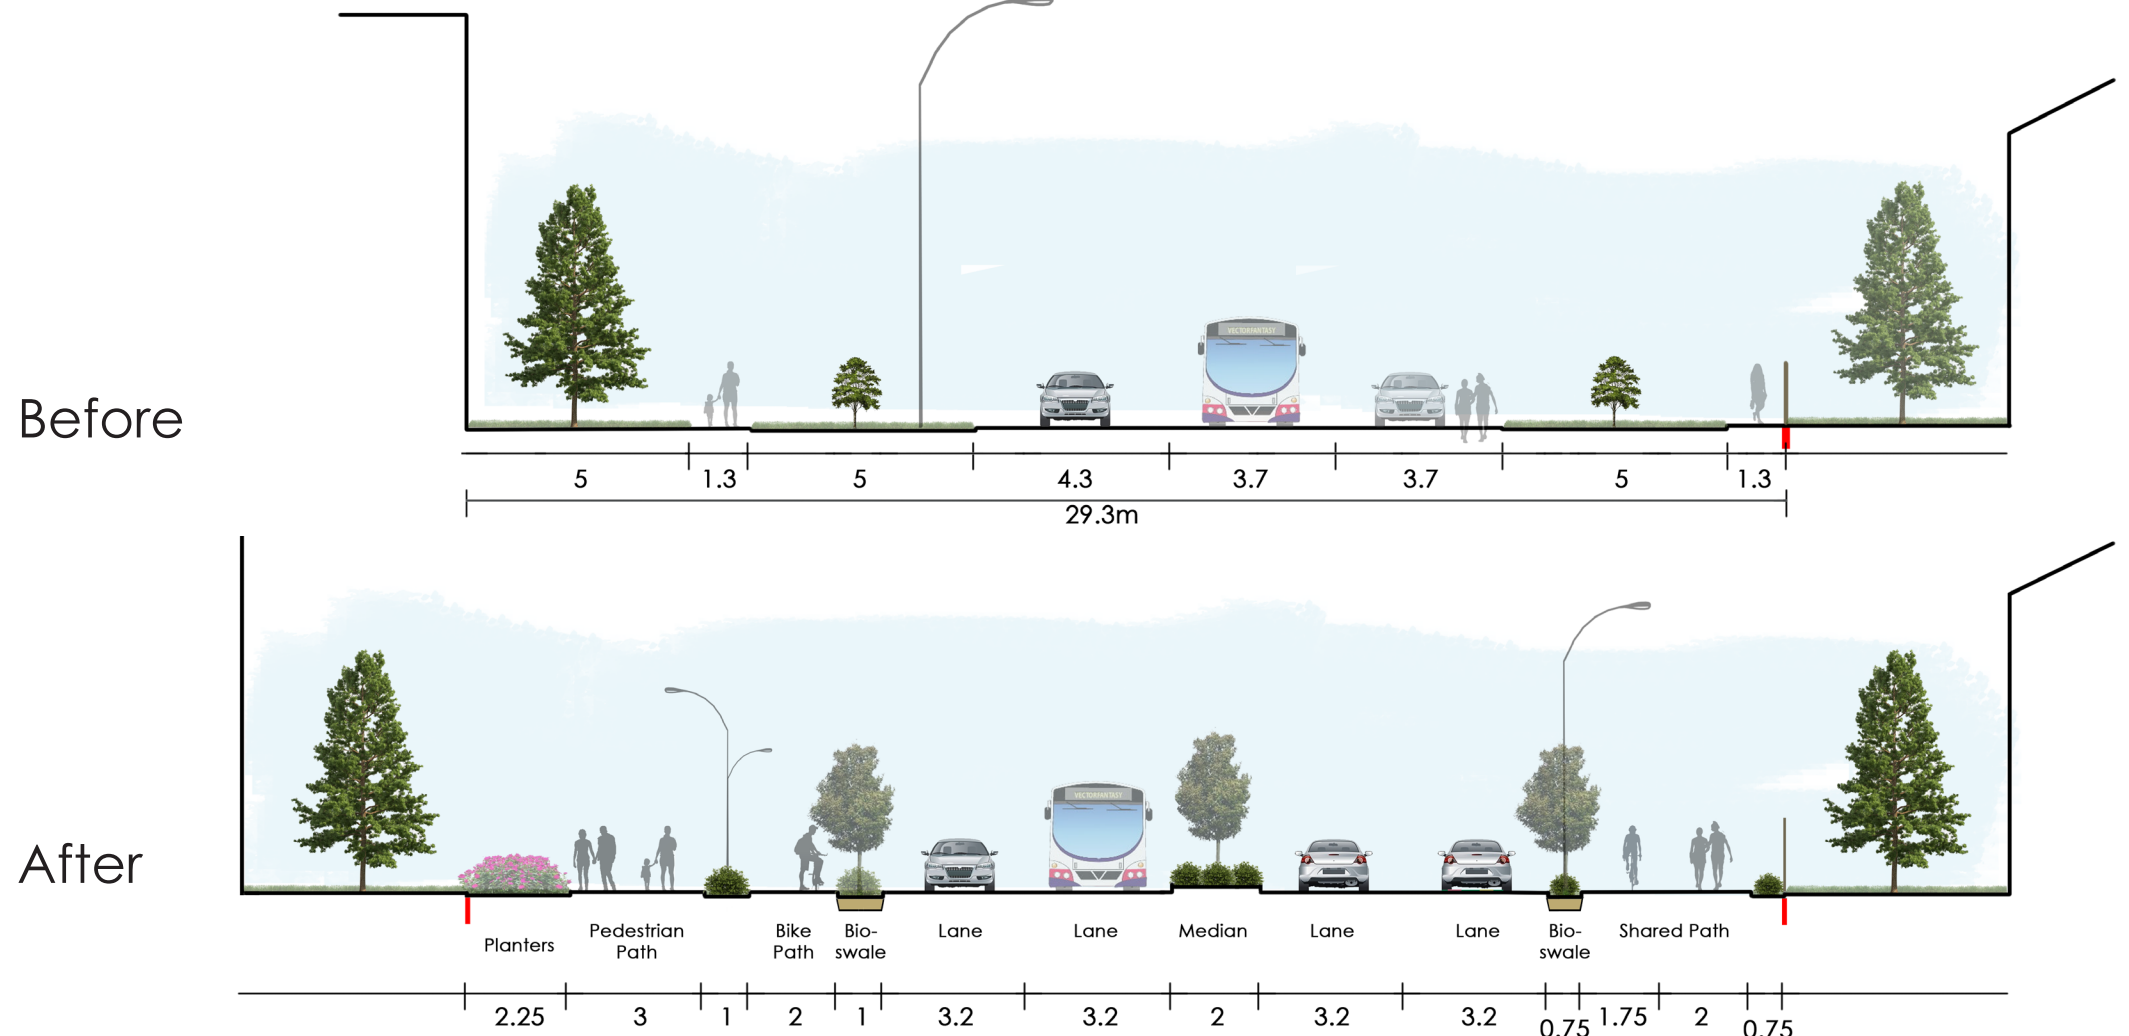 VECTORFANTASY
Before
5 1.3 5 4.3 3.7 3.7 5 1.3
29.3m
VECTORFANTASY
After
Planters
Pedestrian
Path
Bike
Path
Bio-
swale
Lane
Lane
Median
Lane
Lane
Bio-
swale
Shared Path
2.25 3 1 2 1 3.2 3.2 2 3.2 3.2 0.75 1.75 2 0.75